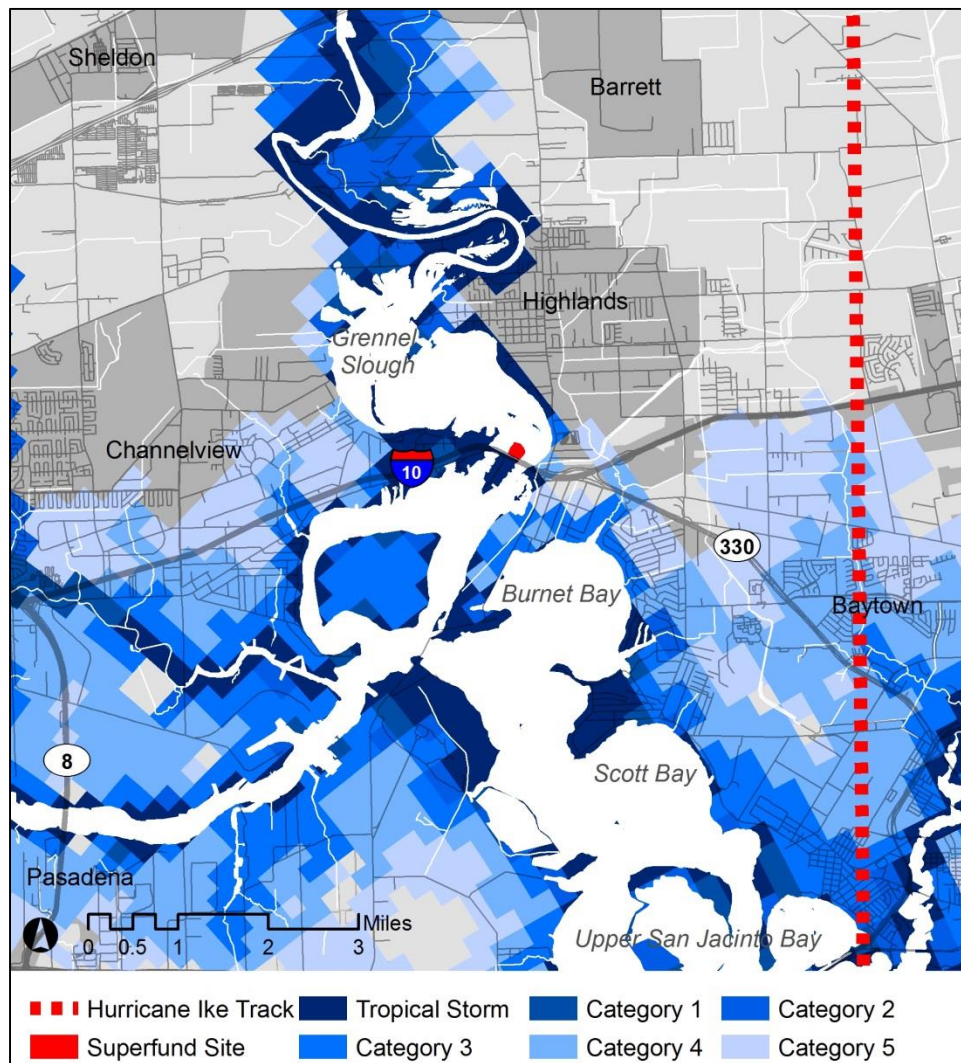 Sheldon
Barrett
Highlands
Grennel
Slough
Channelview
10
330
Burnet Bay
Baytown
8
Scott Bay
Pasadena
Miles
0 0.5 1 2 3
Upper San Jacinto Bay
Hurricane Ike Track Tropical Storm Category 1 Category 2
Superfund Site Category 3 Category 4 Category 5